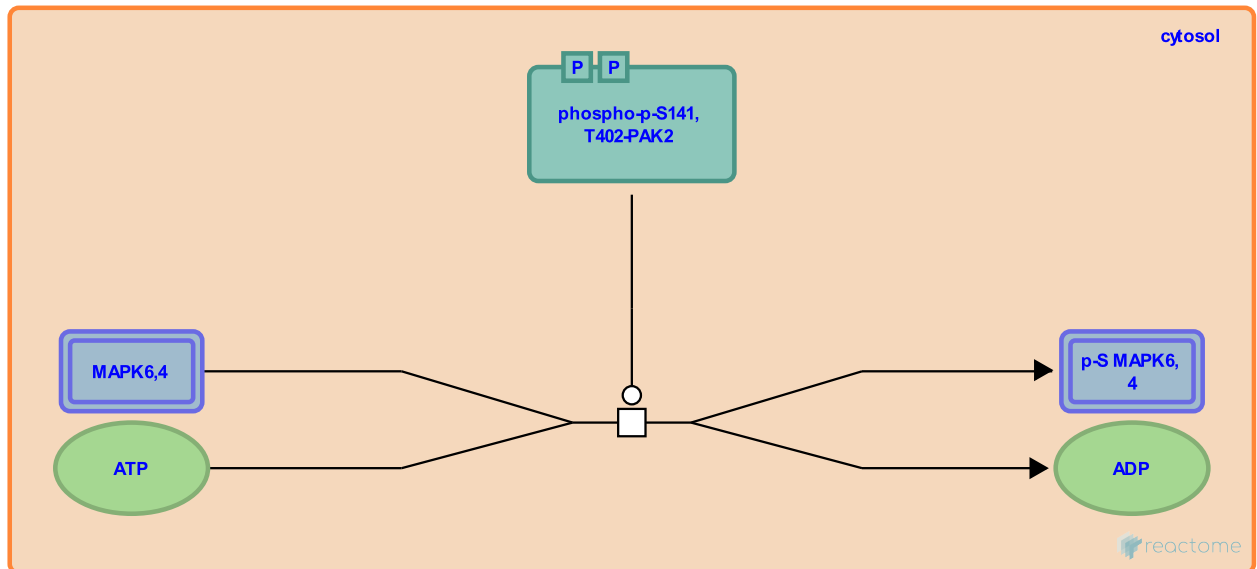 cytosol
P P
phospho-p-S141,
T402-PAK2
MAPK6,4
p-S MAPK6,
4
ATP
ADP
reactome